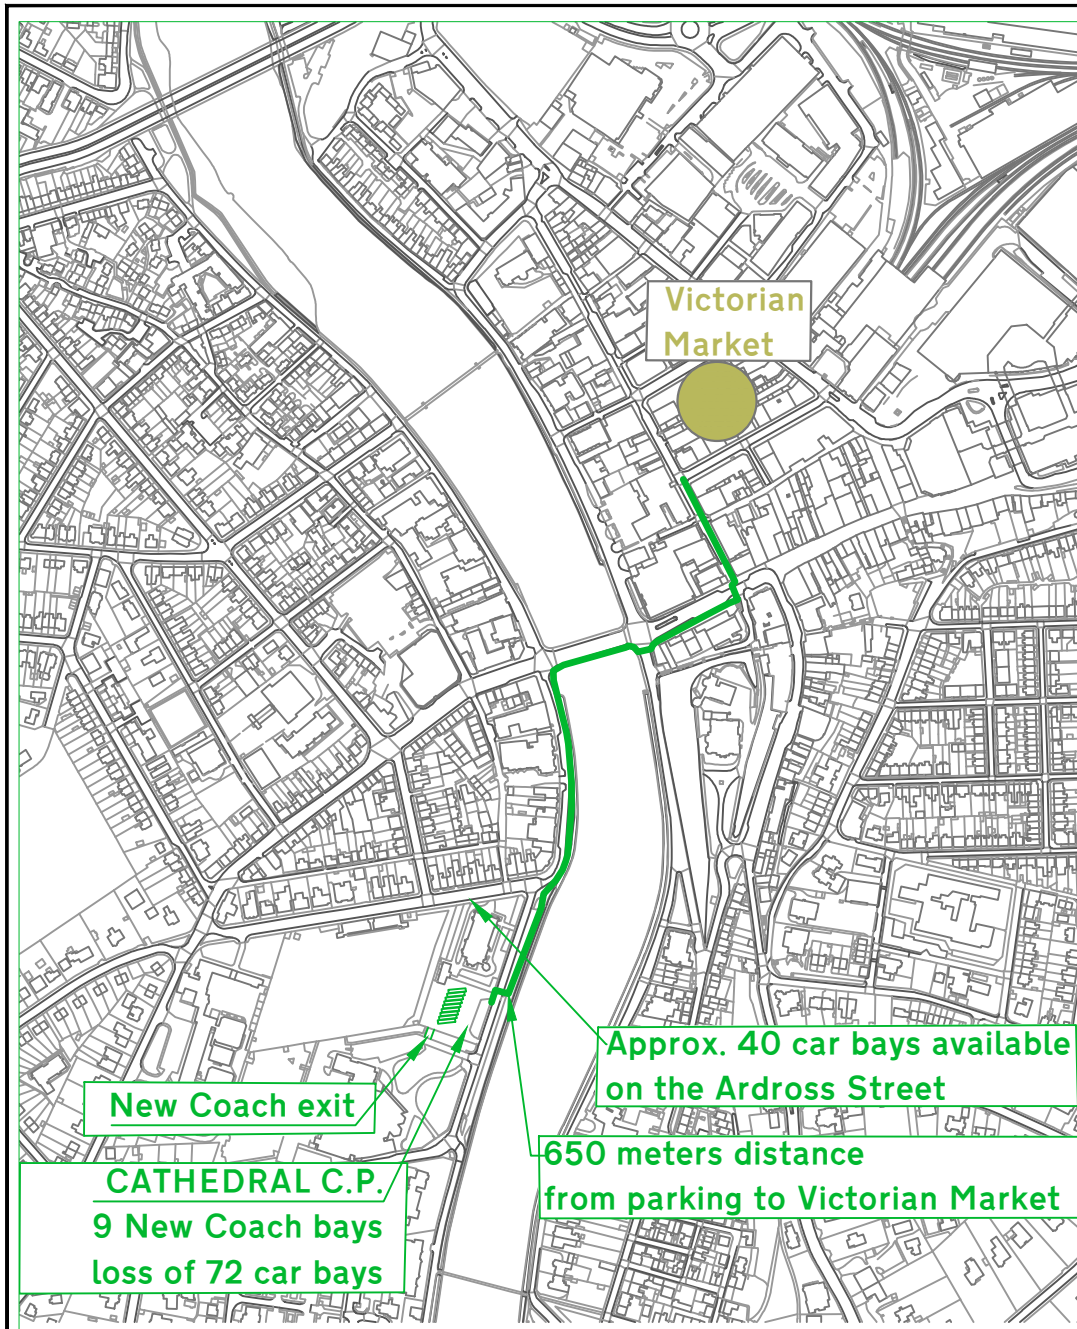 Victorian
Market
Approx. 40 car bays available
on the Ardross Street
New Coach exit
650 meters distance
from parking to Victorian Market
CATHEDRAL C.P.
9 New Coach bays
loss of 72 car bays